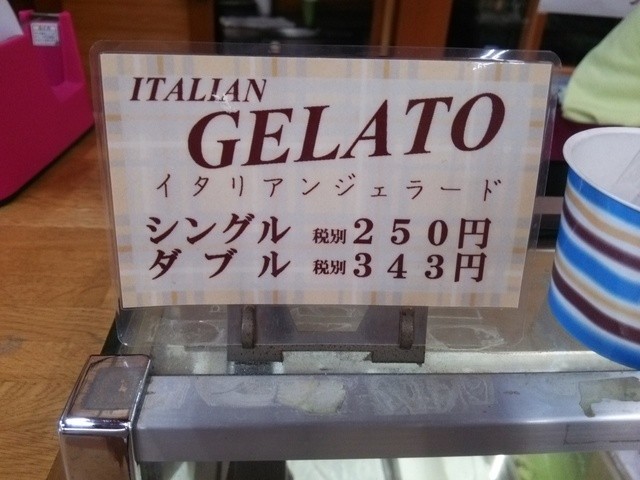 ITALIAN
GELATO
イタリアンジェラード
シングル 税別250円
ダブル 税別343円